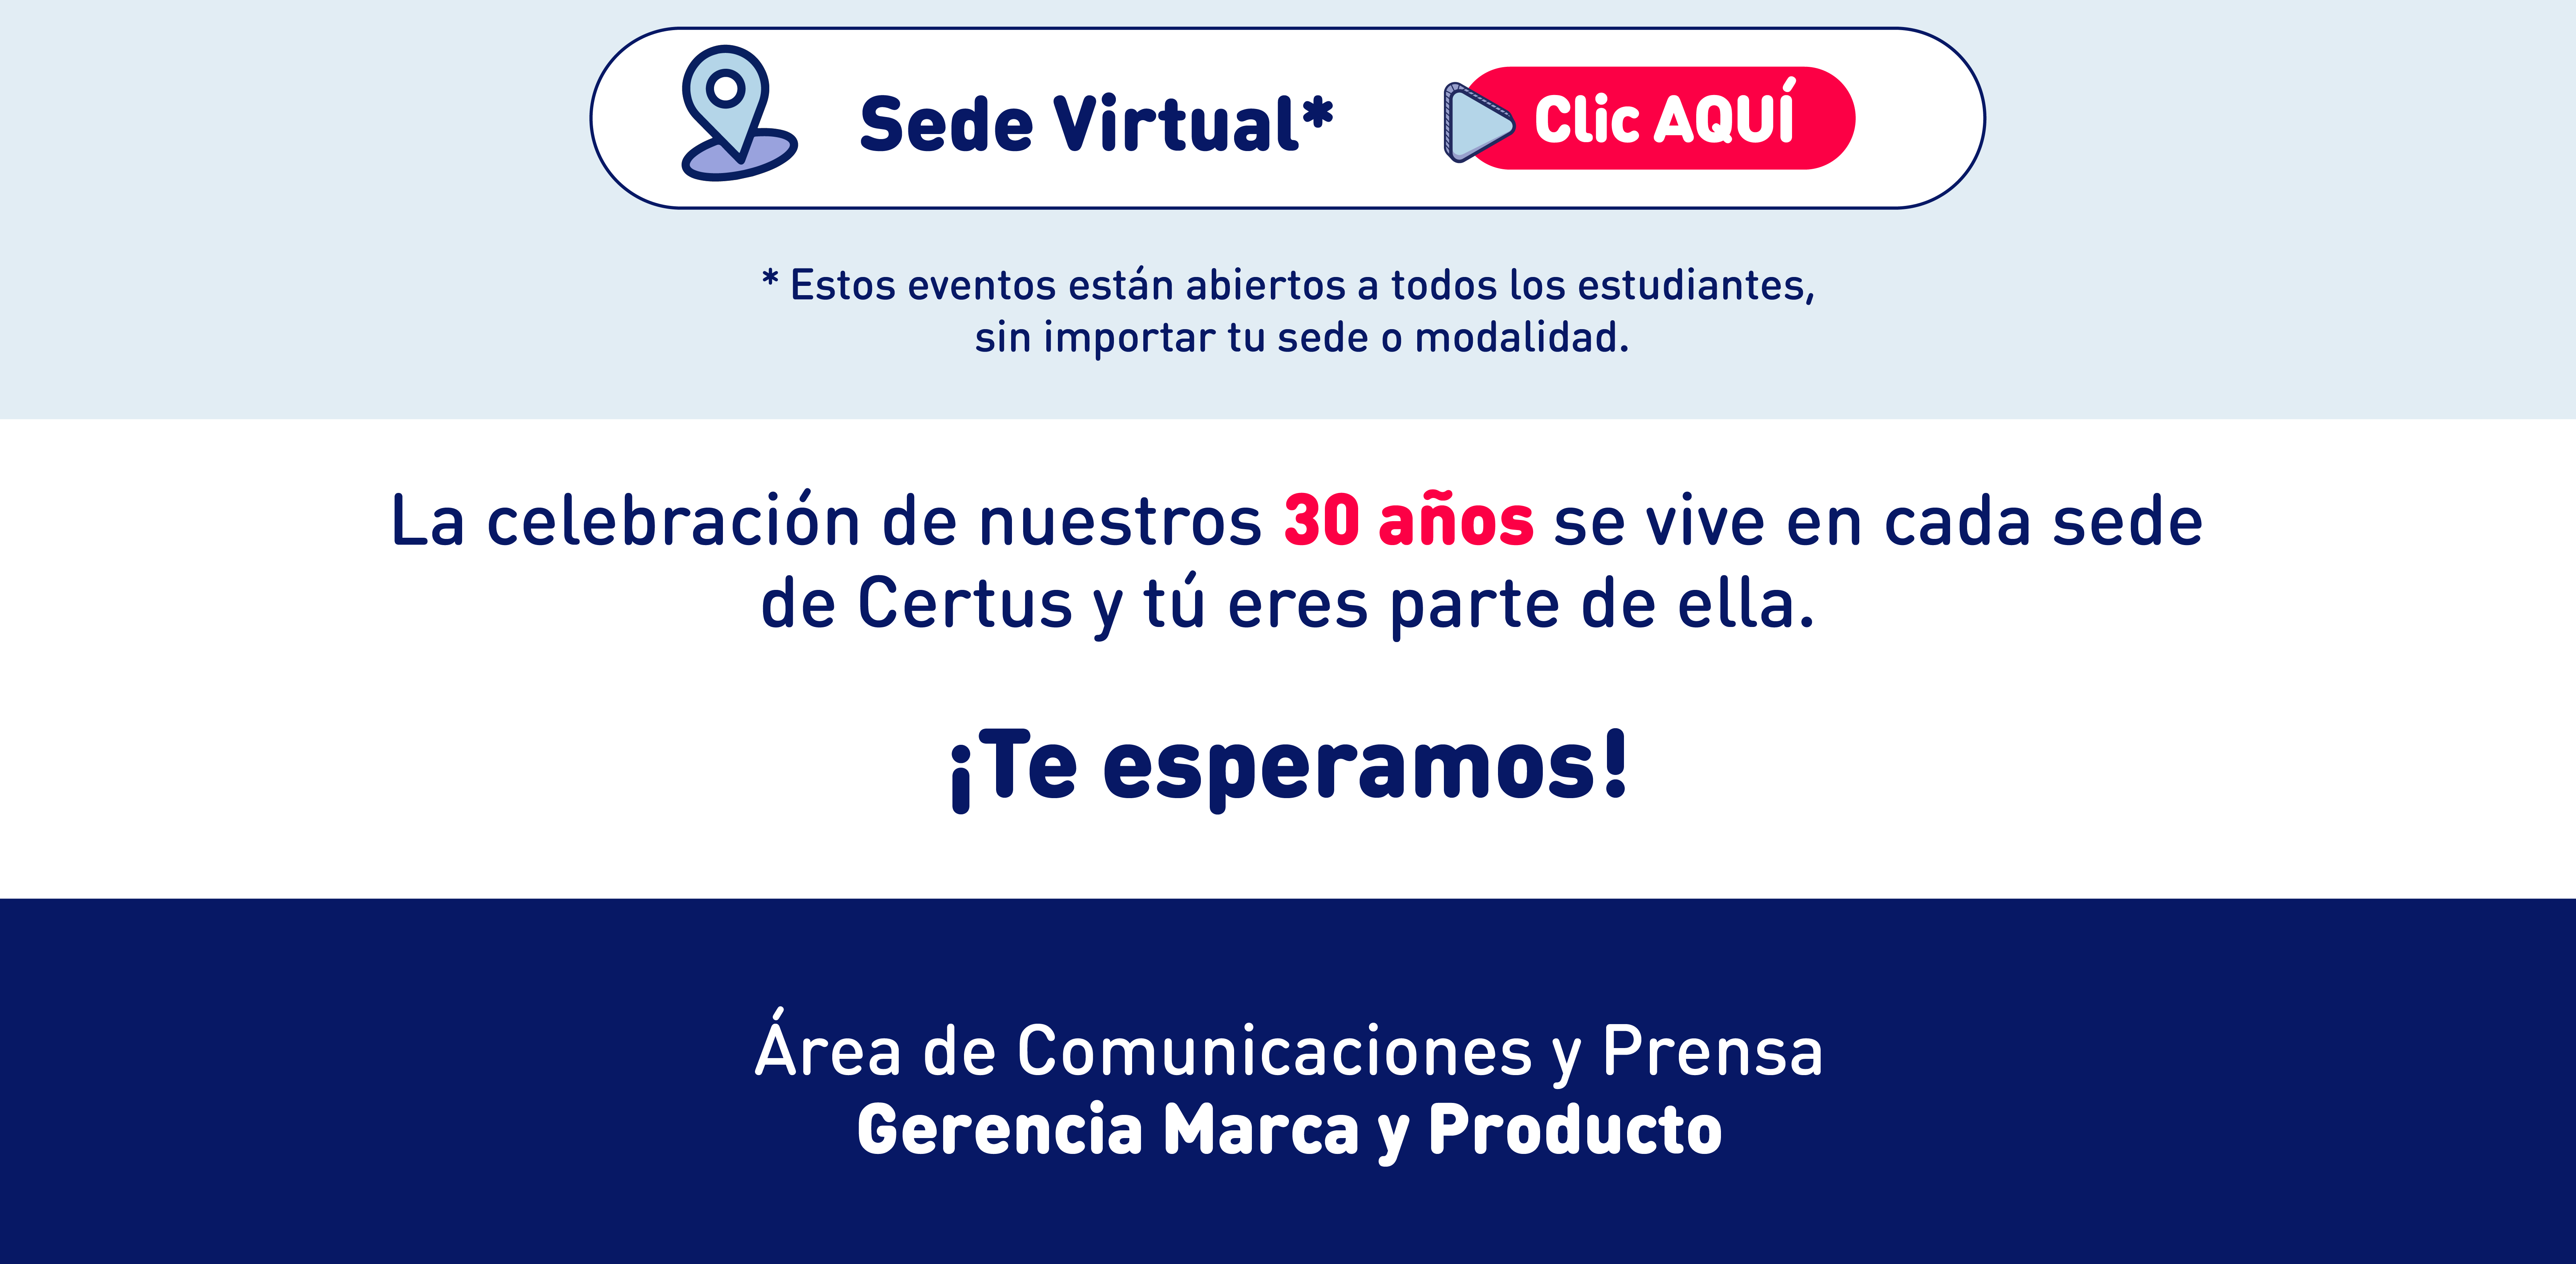 Sede Virtual*
Clic AQUÍ
* Estos eventos están abiertos a todos los estudiantes,
sin importar tu sede o modalidad.
La celebración de nuestros 30 años se vive en cada sede
de Certus y tú eres parte de ella.
¡Te esperamos!
Área de Comunicaciones y Prensa
Gerencia Marca y Producto